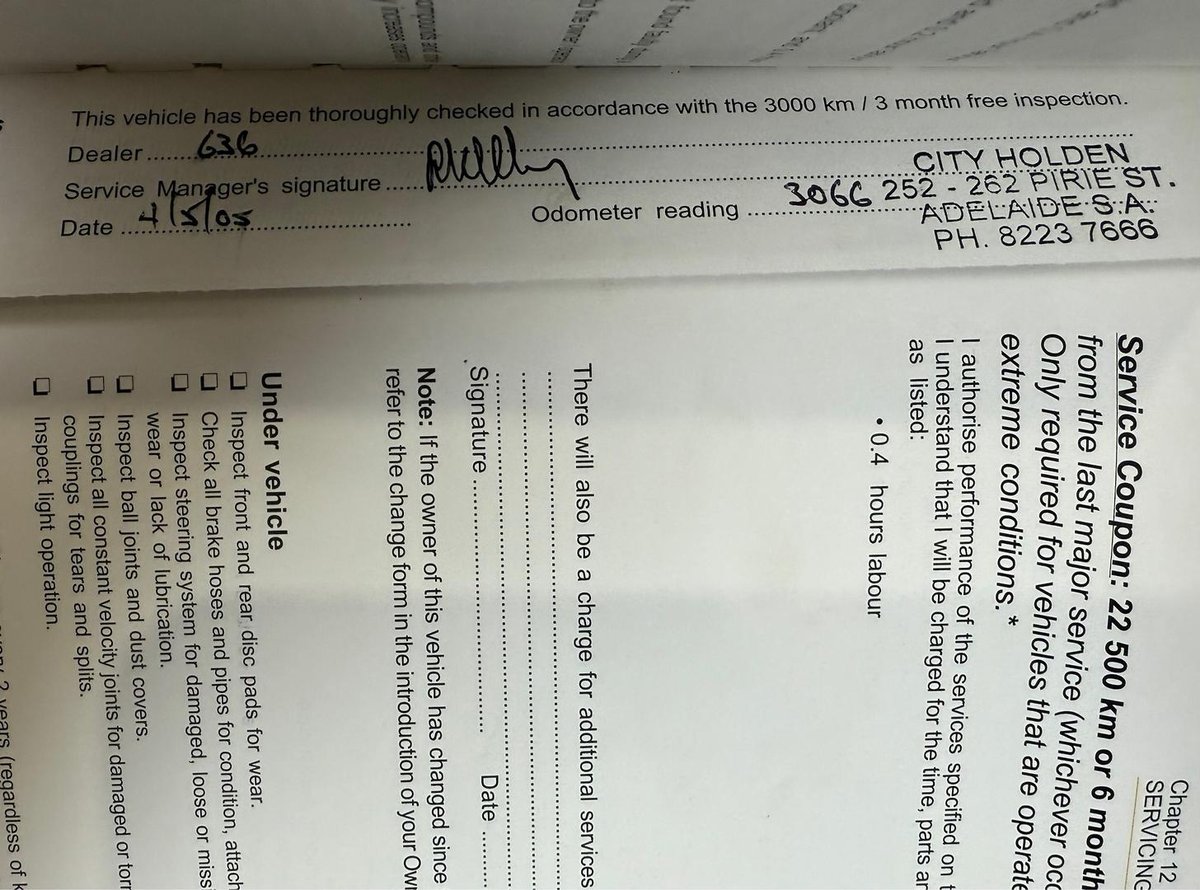 This vehicle has been thoroughly checked in accordance with the 3000 km / 3 month free inspection.
Dealer 636
Service Manager's signature
Date 4/5/05
Odometer reading 3066
CITY HOLDEN
252 - 262 PIRIE ST.
ADELAIDE S.A.
PH. 8223 7666
Chapter 12
SERVICING
Service Coupon: 22 500 km or 6 month
from the last major service (whichever occ
Only required for vehicles that are operate
extreme conditions.*
I authorise performance of the services specified on t
I understand that I will be charged for the time, parts ar
as listed:
• 0.4 hours labour
There will also be a charge for additional services
Signature Date
Note: If the owner of this vehicle has changed since
refer to the change form in the introduction of your Own
Under vehicle
❏ Inspect front and rear disc pads for wear.
❏ Check all brake hoses and pipes for condition, attach
❏ Inspect steering system for damaged, loose or miss
wear or lack of lubrication.
❏ Inspect ball joints and dust covers.
❏ Inspect all constant velocity joints for damaged or torn
couplings for tears and splits.
❏ Inspect light operation.
2 years (regardless of k